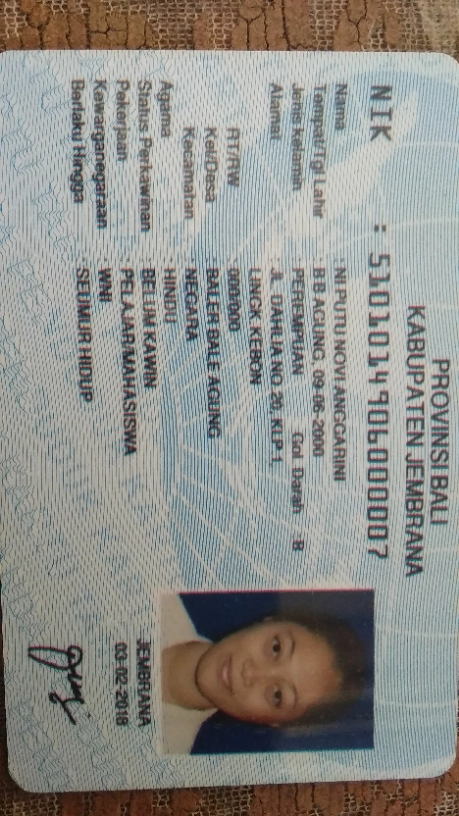 PROVINSI BALI
KABUPATEN JEMBRANA
NIK : 5101014906000007
Nama : NI PUTU NOVI ANGGARINI
Tempat/Tgl Lahir : B B AGUNG, 09-06-2000
Jenis kelamin : PEREMPUAN Gol. Darah : B
Alamat : JL. DAHLIA NO. 20, KLP 1,
LINGK. KEBON
RT/RW : 000/000
Kel/Desa : BALER BALE AGUNG
Kecamatan : NEGARA
Agama : HINDU
Status Perkawinan : BELUM KAWIN
Pekerjaan : PELAJAR/MAHASISWA
Kewarganegaraan : WNI
Berlaku Hingga : SEUMUR HIDUP
JEMBRANA
03-02-2018